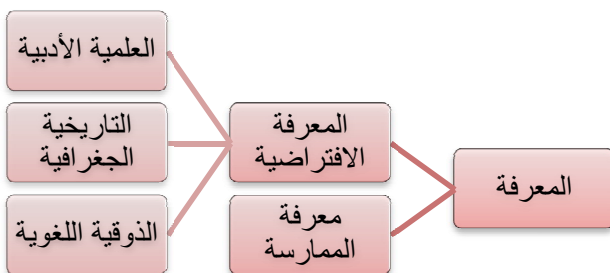 المعرفة
المعرفة
الافتراضية
معرفة
الممارسة
العلمية الأدبية
التاريخية
الجغرافية
الذوقية اللغوية